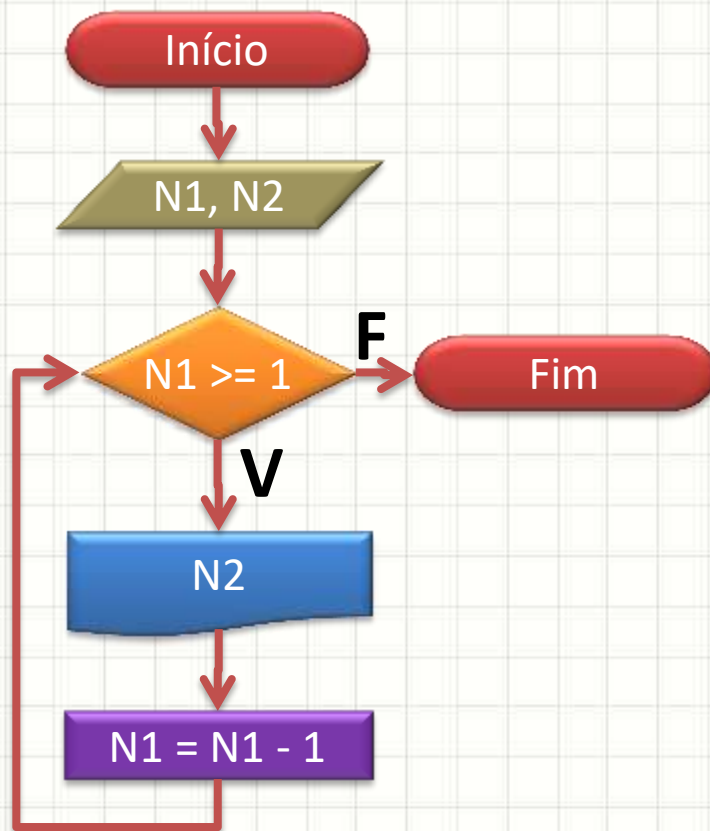 Início
N1, N2
N1 >= 1
F
Fim
V
N2
N1 = N1 - 1